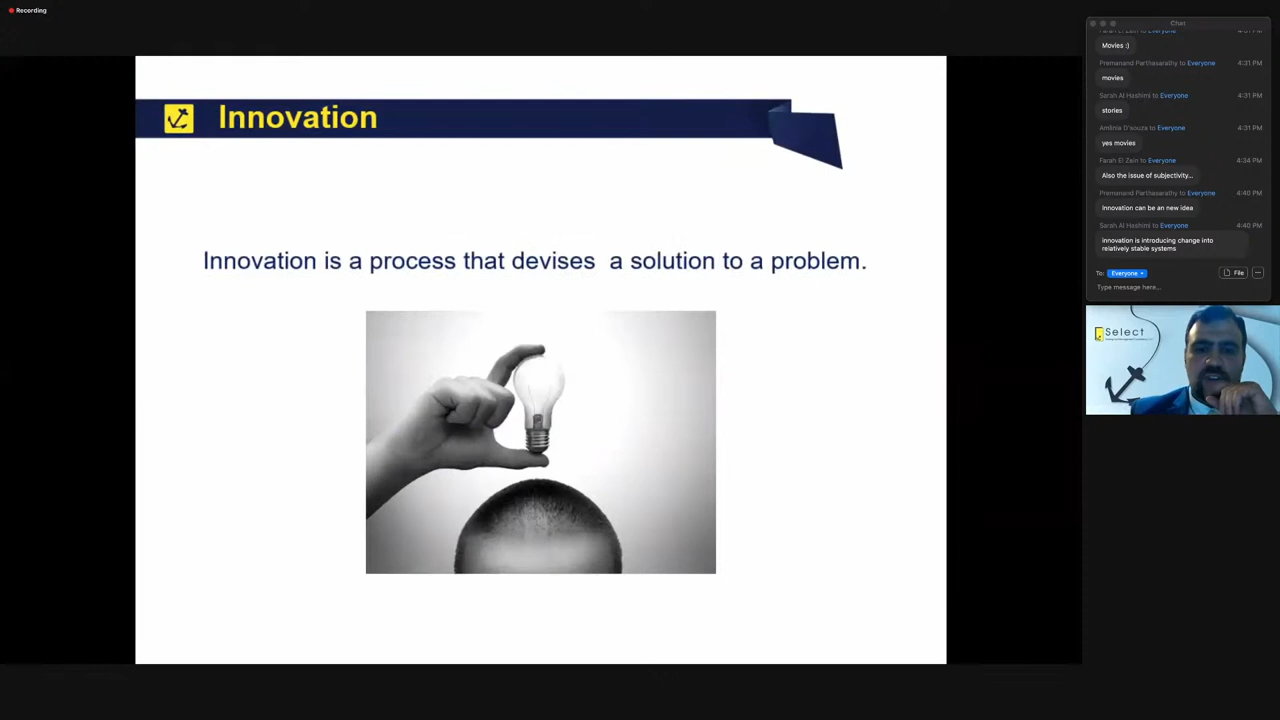 Recording
Innovation
Innovation is a process that devises  a solution to a problem.
Chat
Farah El Zain to Everyone 4:31 PM
Movies :)
Premanand Parthasarathy to Everyone 4:31 PM
movies
Sarah Al Hashimi to Everyone 4:31 PM
stories
to Everyone 4:31 PM
yes movies
Farah El Zain to Everyone 4:34 PM
Also the issue of subjectivity...
Premanand Parthasarathy to Everyone 4:40 PM
Innovation can be an new idea
Sarah Al Hashimi to Everyone 4:40 PM
innovation is introducing change into
relatively stable systems
To: Everyone
File
Type message here...
Select